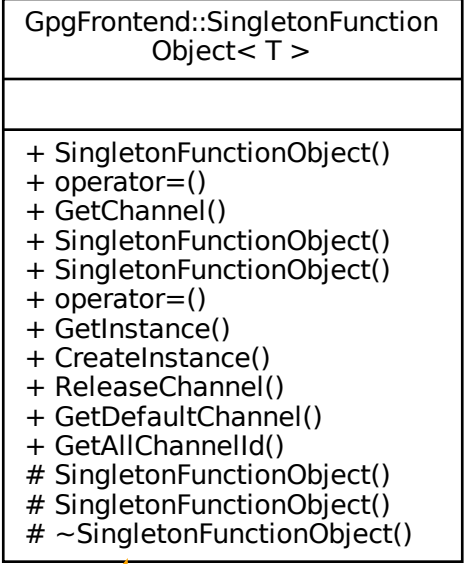 GpgFrontend::SingletonFunction
Object< T >
+ SingletonFunctionObject()
+ operator=()
+ GetChannel()
+ SingletonFunctionObject()
+ SingletonFunctionObject()
+ operator=()
+ GetInstance()
+ CreateInstance()
+ ReleaseChannel()
+ GetDefaultChannel()
+ GetAllChannelId()
# SingletonFunctionObject()
# SingletonFunctionObject()
# ~SingletonFunctionObject()